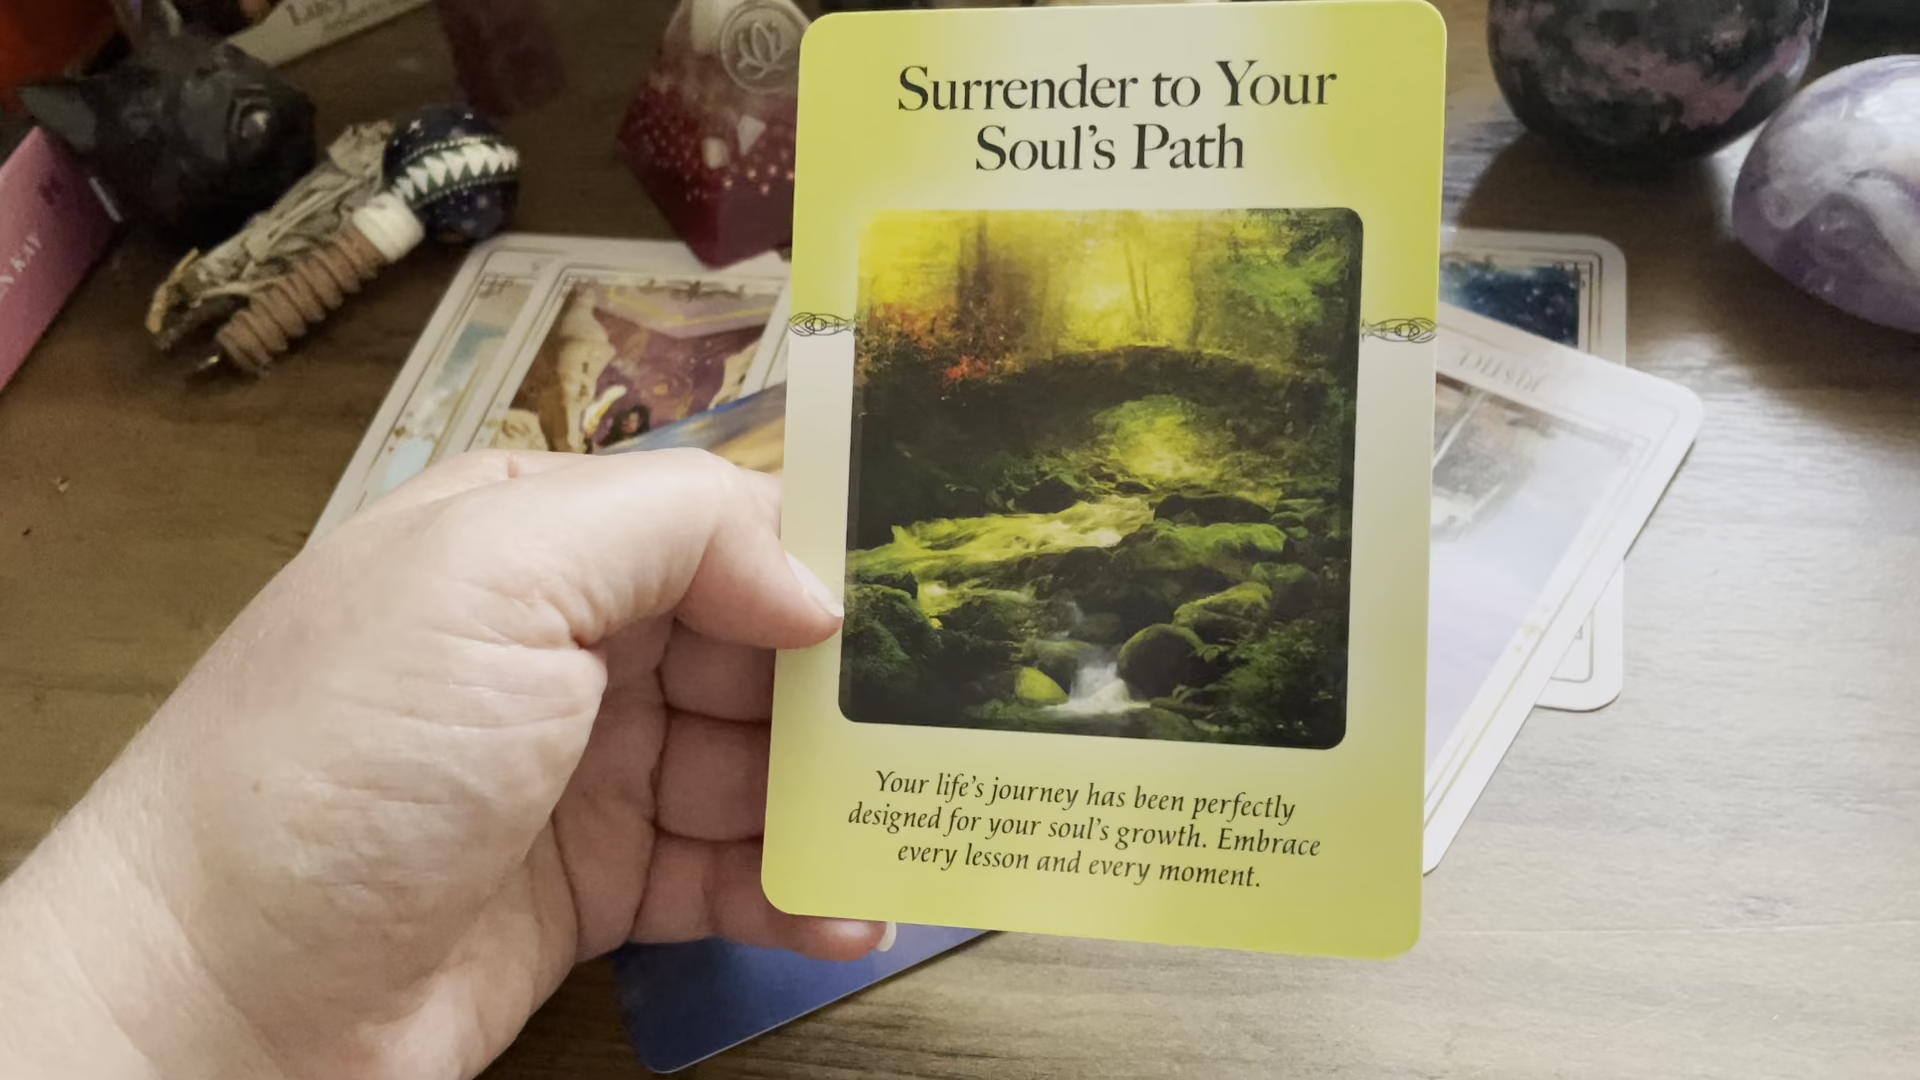 Surrender to Your
Soul's Path
Your life's journey has been perfectly
designed for your soul's growth. Embrace
every lesson and every moment.